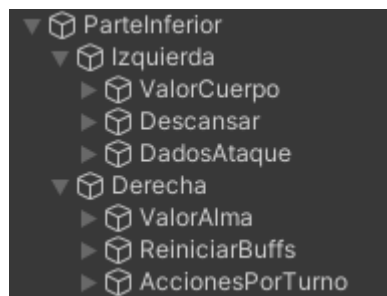 ParteInferior
Izquierda
ValorCuerpo
Descansar
DadosAtaque
Derecha
ValorAlma
ReiniciarBuffs
AccionesPorTurno